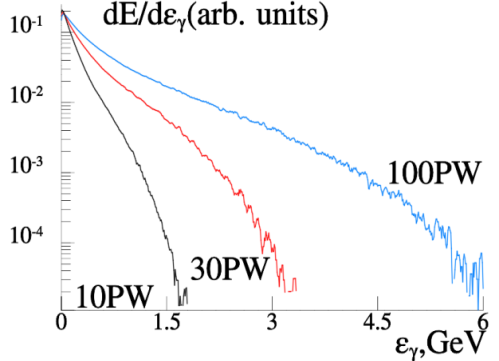 dE/dε_γ(arb. units)
10⁻¹
10⁻²
10⁻³
10⁻⁴
100PW
30PW
10PW
0 1.5 3 4.5 6
ε_γ,GeV